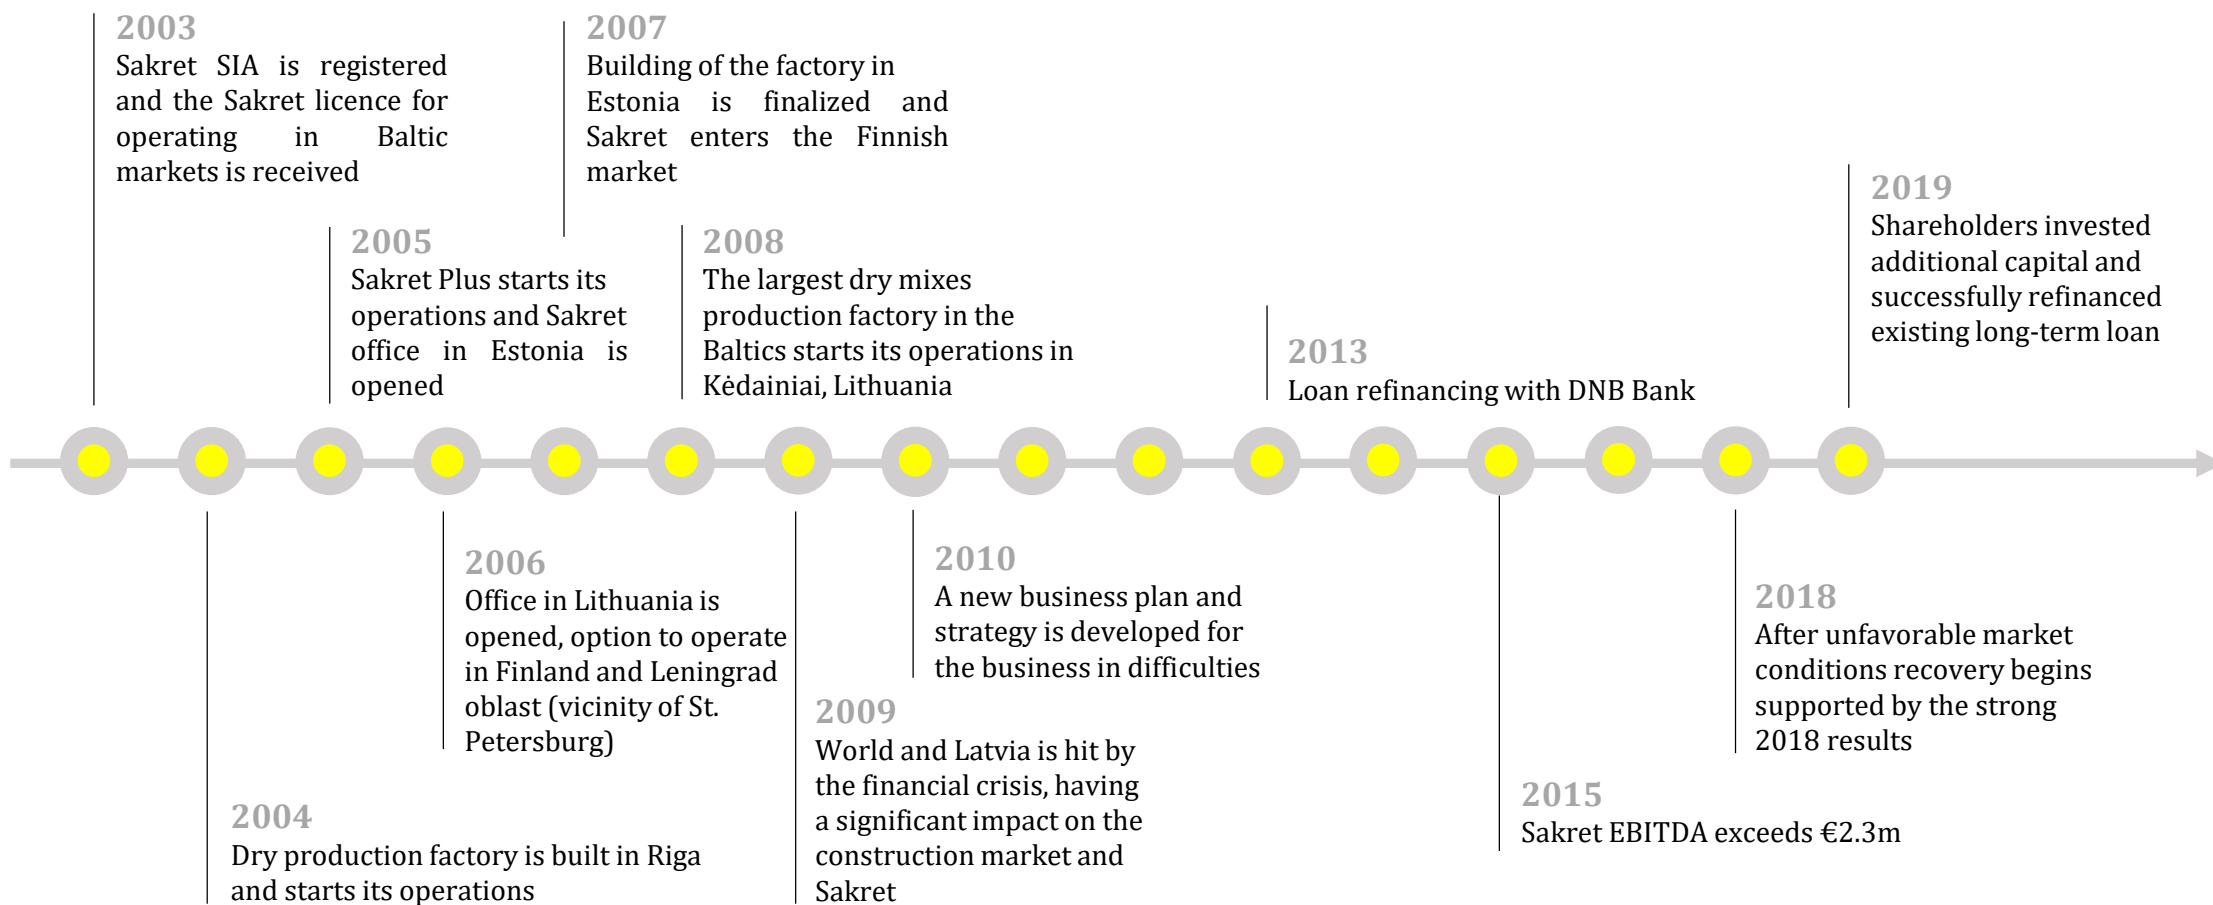 2003
Sakret SIA is registered
and the Sakret licence for
operating in Baltic
markets is received
2007
Building of the factory in
Estonia is finalized and
Sakret enters the Finnish
market
2005
Sakret Plus starts its
operations and Sakret
office in Estonia is
opened
2008
The largest dry mixes
production factory in the
Baltics starts its operations in
Kėdainiai, Lithuania
2013
Loan refinancing with DNB Bank
2019
Shareholders invested
additional capital and
successfully refinanced
existing long-term loan
2004
Dry production factory is built in Riga
and starts its operations
2006
Office in Lithuania is
opened, option to operate
in Finland and Leningrad
oblast (vicinity of St.
Petersburg)
2009
World and Latvia is hit by
the financial crisis, having
a significant impact on the
construction market and
Sakret
2010
A new business plan and
strategy is developed for
the business in difficulties
2015
Sakret EBITDA exceeds €2.3m
2018
After unfavorable market
conditions recovery begins
supported by the strong
2018 results